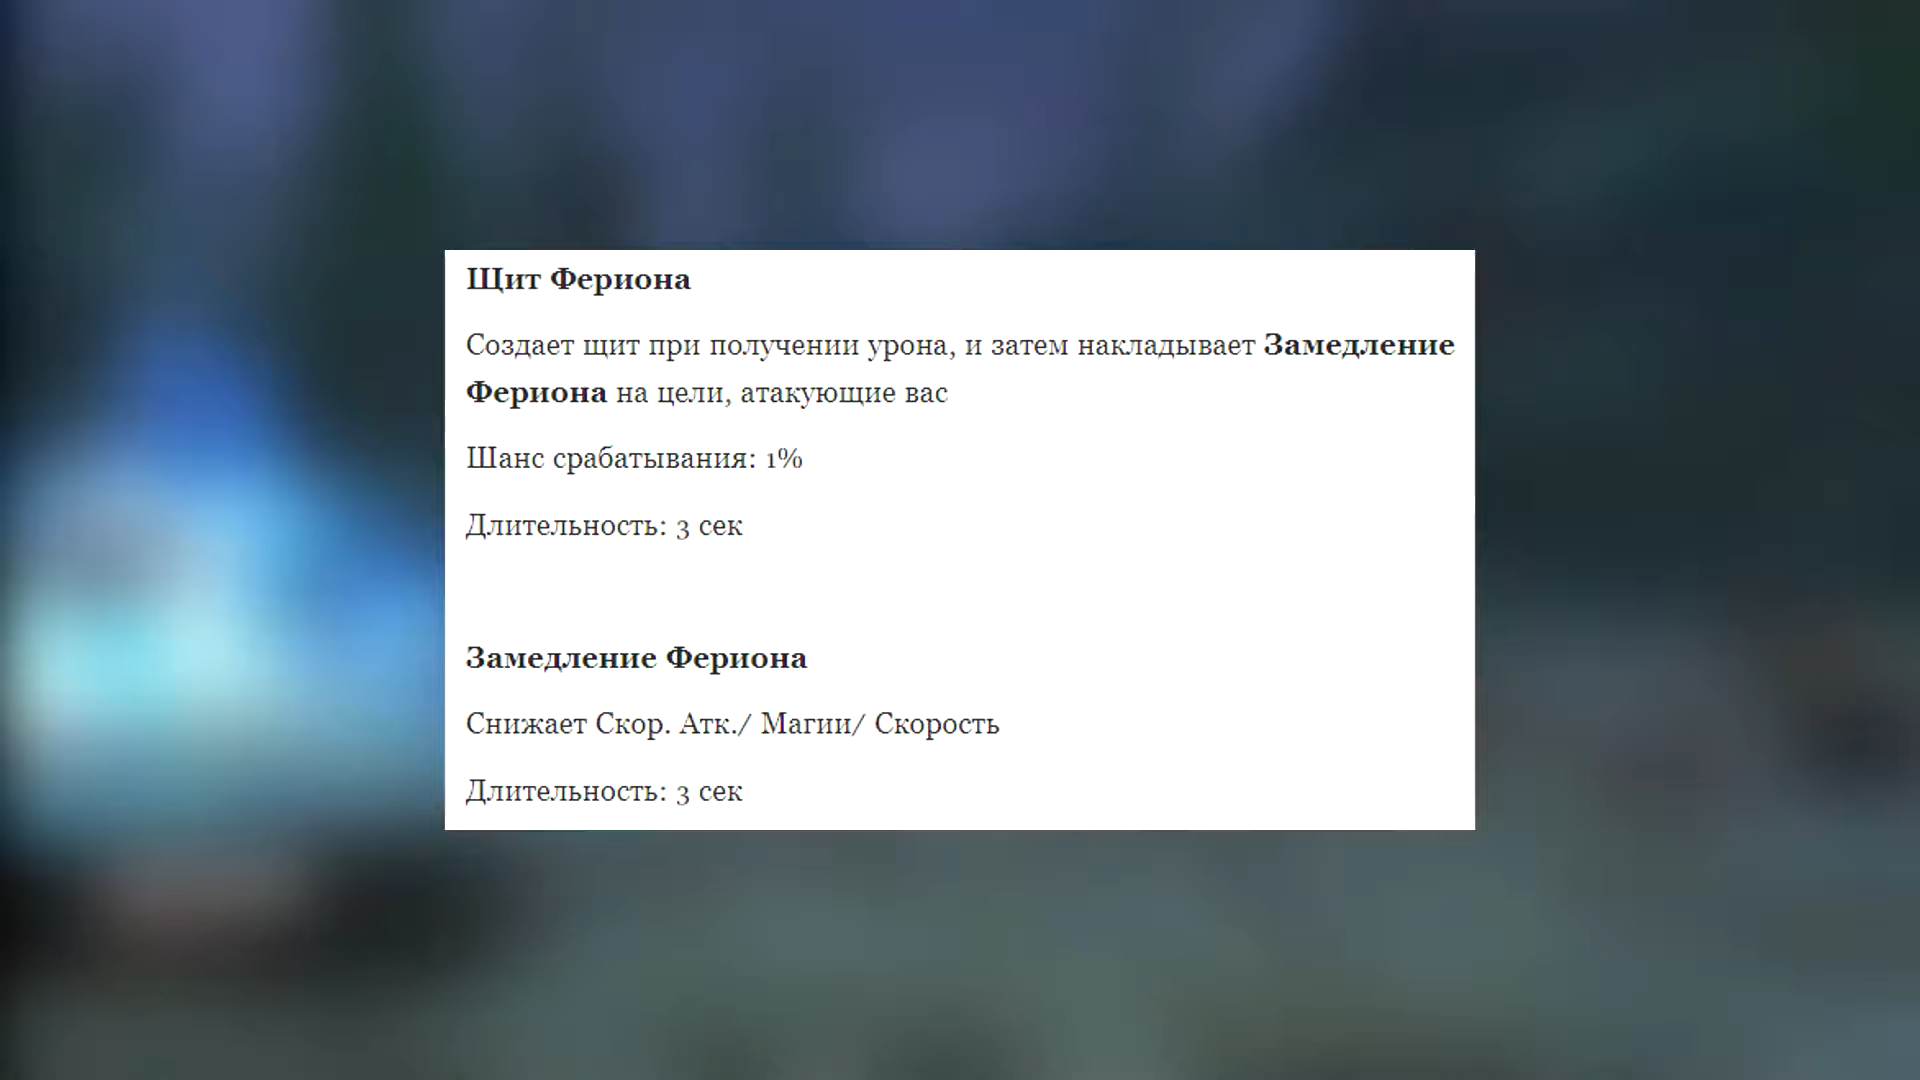 Щит Фериона
Создает щит при получении урона, и затем накладывает Замедление
Фериона на цели, атакующие вас
Шанс срабатывания: 1%
Длительность: 3 сек
Замедление Фериона
Снижает Скор. Атк./ Магии/ Скорость
Длительность: 3 сек